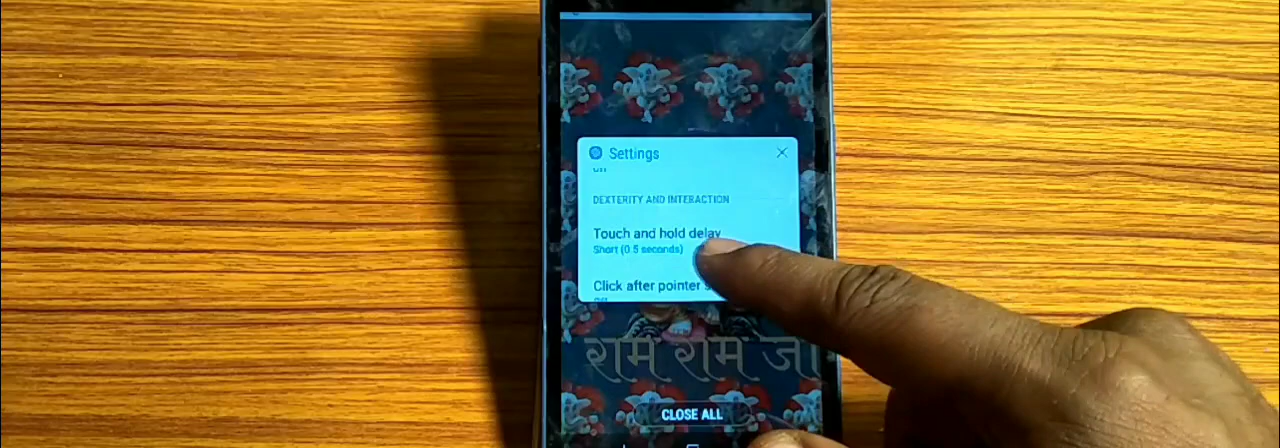 Settings
DEXTERITY AND INTERACTION
Touch and hold delay
Short (0.5 seconds)
Click after pointer
राम राम जा
CLOSE ALL